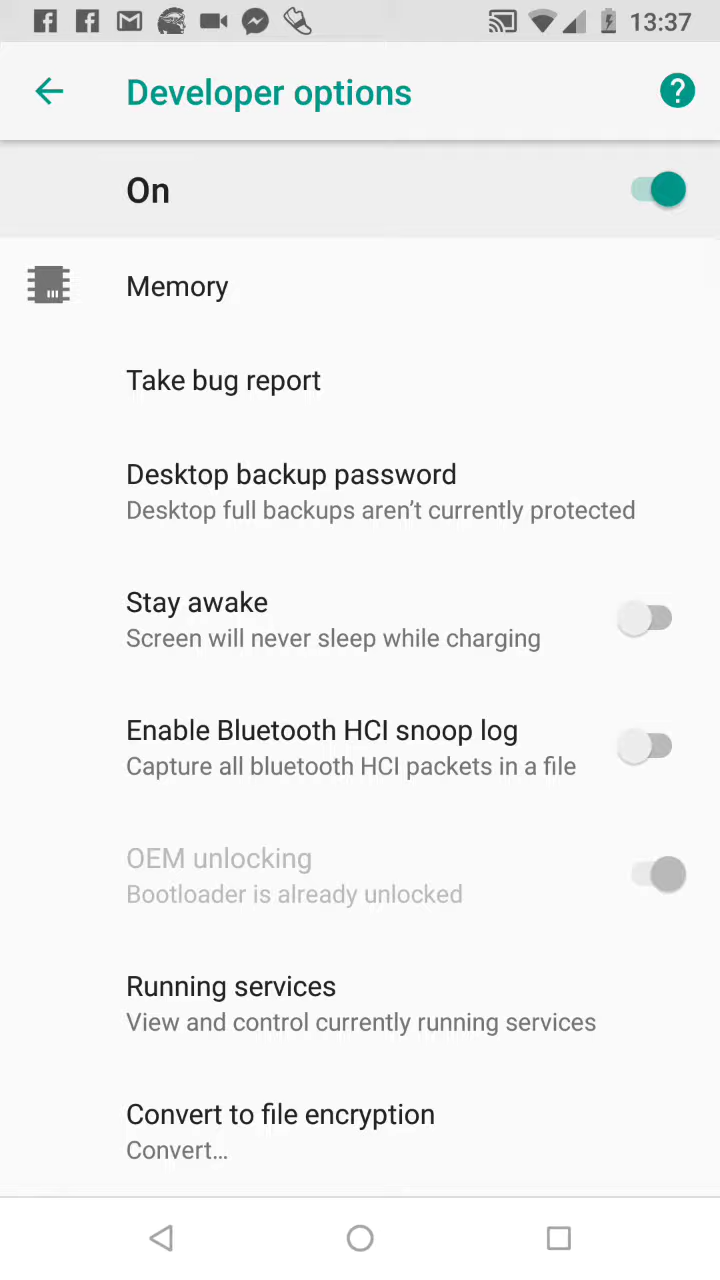 13:37
Developer options
On
Memory
Take bug report
Desktop backup password
Desktop full backups aren’t currently protected
Stay awake
Screen will never sleep while charging
Enable Bluetooth HCI snoop log
Capture all bluetooth HCI packets in a file
OEM unlocking
Bootloader is already unlocked
Running services
View and control currently running services
Convert to file encryption
Convert…